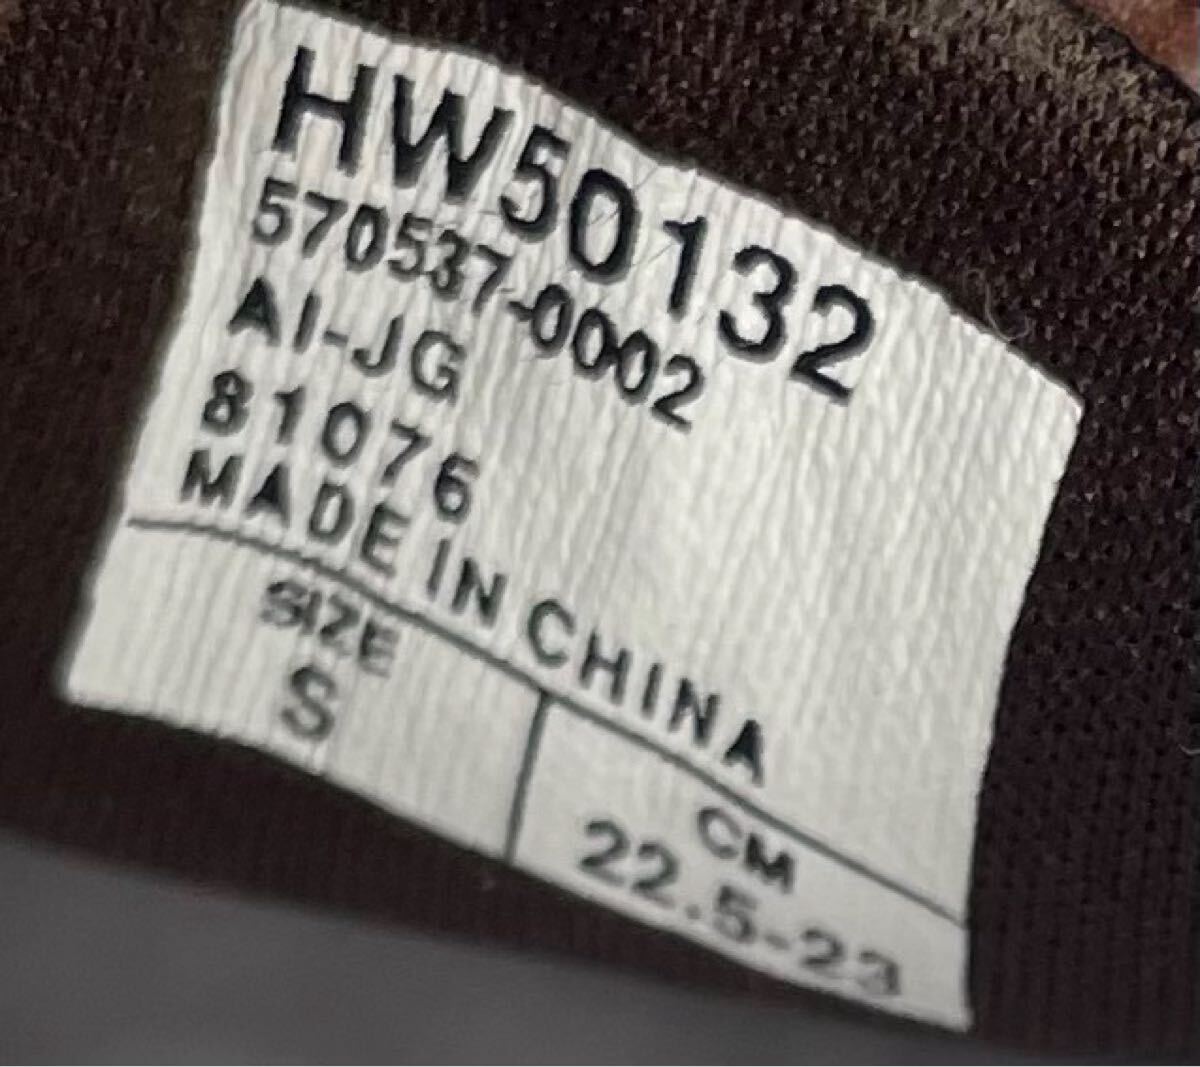 HW50132
570537-0002
AI-JG
81076
MADE IN CHINA
SIZE
S
CM
22.5-23